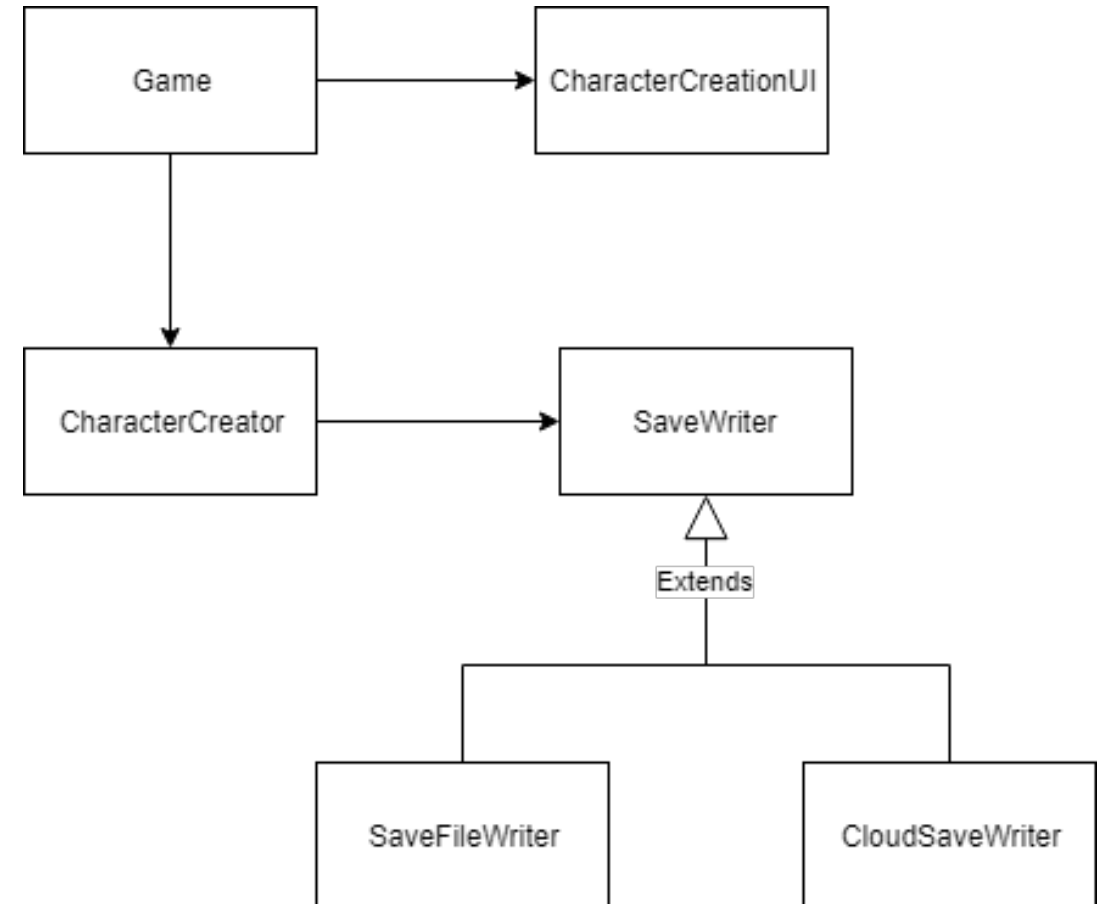 Game
CharacterCreationUI
CharacterCreator
SaveWriter
Extends
SaveFileWriter
CloudSaveWriter